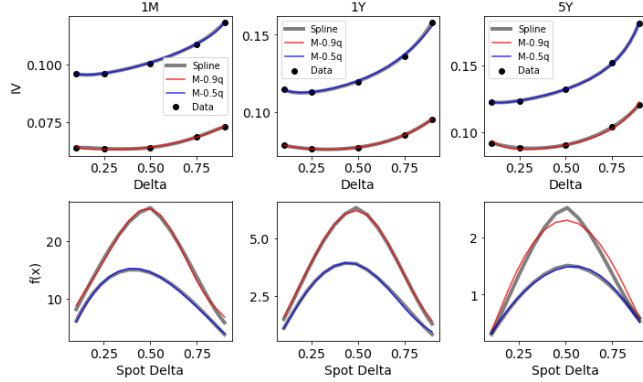 1M
1Y
5Y
0.100
0.075
IV
Spline
M-0.9q
M-0.5q
Data
0.25
0.50
0.75
Delta
0.15
0.10
Spline
M-0.9q
M-0.5q
Data
0.25
0.50
0.75
Delta
0.15
0.10
Spline
M-0.9q
M-0.5q
Data
0.25
0.50
0.75
Delta
20
10
f(x)
0.25
0.50
0.75
Spot Delta
5.0
2.5
0.25
0.50
0.75
Spot Delta
2
1
0.25
0.50
0.75
Spot Delta